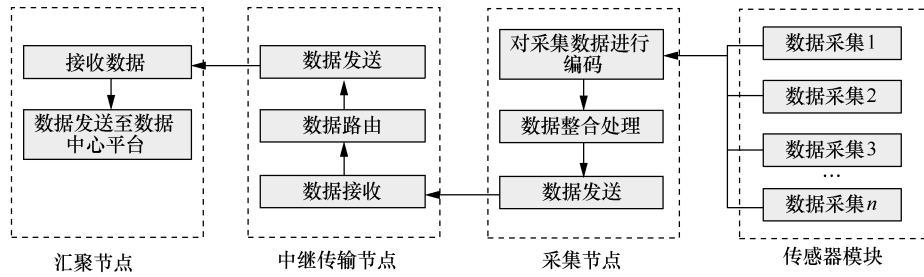 接收数据
数据发送至数据
中心平台
汇聚节点
数据发送
数据路由
数据接收
中继传输节点
对采集数据进行
编码
数据整合处理
数据发送
采集节点
数据采集1
数据采集2
数据采集3
…
数据采集n
传感器模块